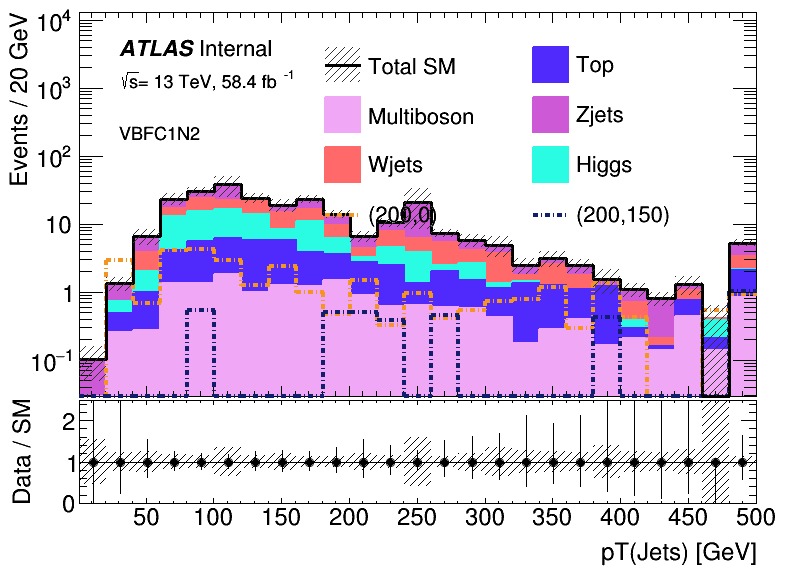 Events / 20 GeV
10⁴
10³
10²
10
1
10⁻¹
ATLAS Internal
√s= 13 TeV, 58.4 fb ⁻¹
VBFC1N2
Total SM
Top
Multiboson
Zjets
Wjets
Higgs
(200,0)
(200,150)
Data / SM
2
1
0
50 100 150 200 250 300 350 400 450 500
pT(Jets) [GeV]